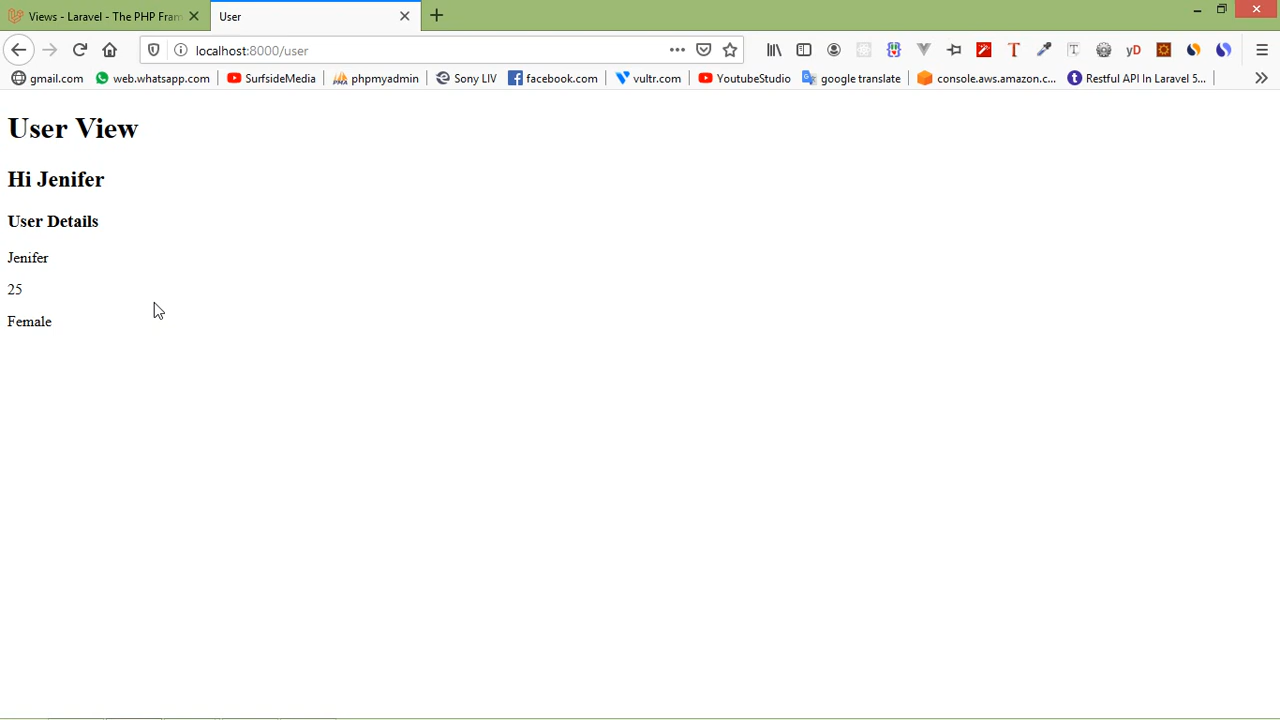 Views - Laravel - The PHP Fram
User
localhost:8000/user
gmail.com
web.whatsapp.com
SurfsideMedia
phpmyadmin
Sony LIV
facebook.com
vultr.com
YoutubeStudio
google translate
console.aws.amazon.c...
Restful API In Laravel 5...
User View
Hi Jenifer
User Details
Jenifer
25
Female